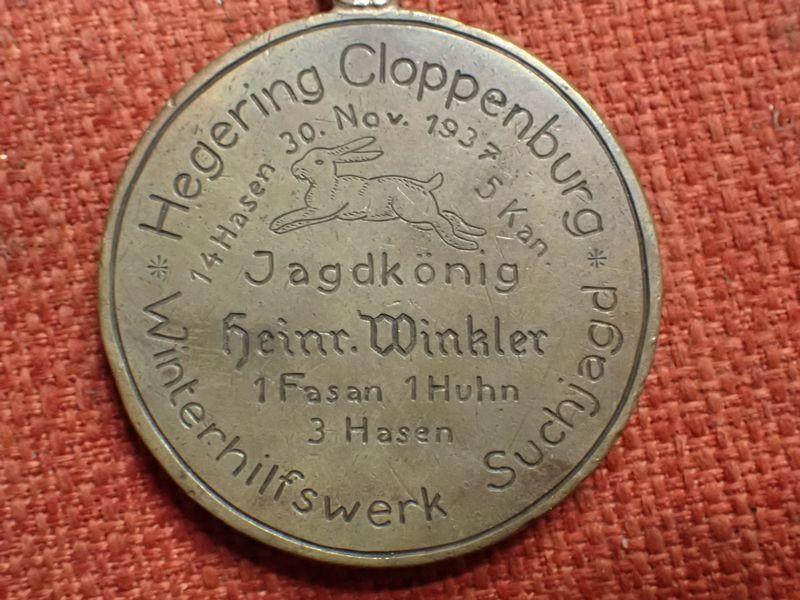 Hegering Cloppenburg
14 Hasen 30. Nov. 1937 5 Kan
Jagdkönig
Heinr. Winkler
1 Fasan 1 Huhn
3 Hasen
* Winterhilfswerk Suchjagd *